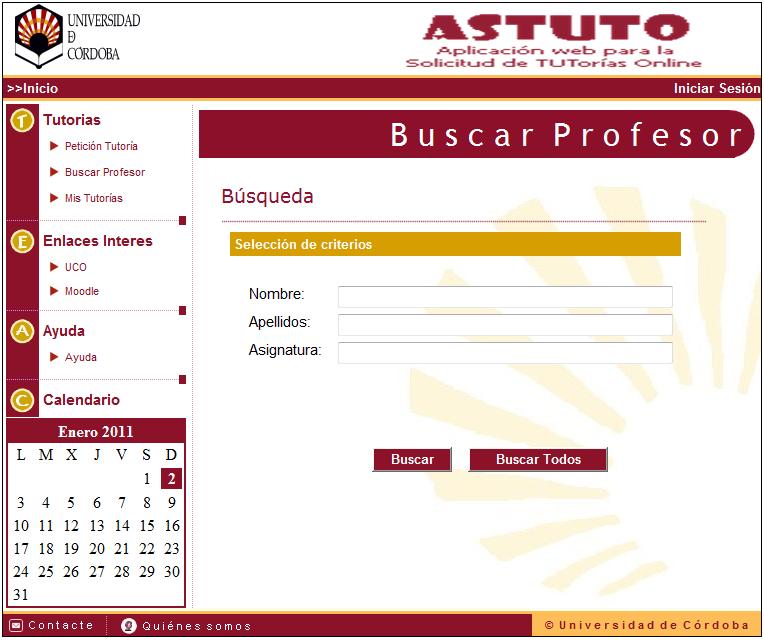 UNIVERSIDAD
Đ
CÓRDOBA
ASTUTO
Aplicación web para la
Solicitud de TUTorías Online
>>Inicio
Iniciar Sesión
T Tutorias
Petición Tutoría
Buscar Profesor
Mis Tutorías
E Enlaces Interes
UCO
Moodle
A Ayuda
Ayuda
C Calendario
Enero 2011
L M X J V S D
1 2
3 4 5 6 7 8 9
10 11 12 13 14 15 16
17 18 19 20 21 22 23
24 25 26 27 28 29 30
31
Buscar Profesor
Búsqueda
Selección de criterios
Nombre:
Apellidos:
Asignatura:
Buscar
Buscar Todos
Contacte
Quiénes somos
© Universidad de Córdoba